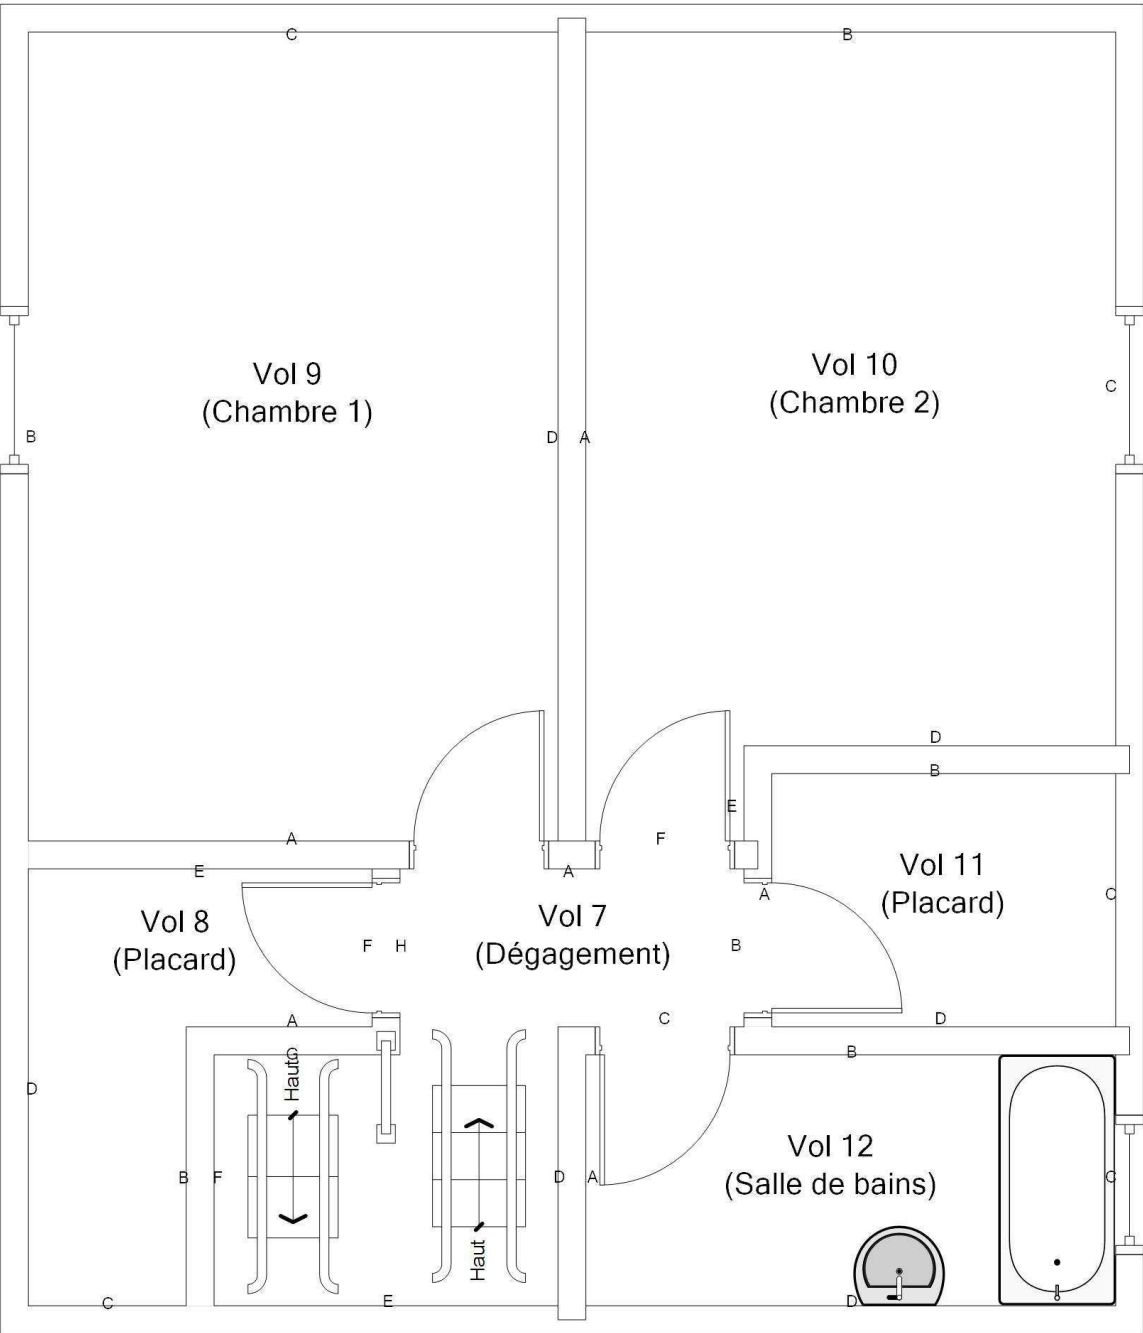 C
B
Vol 9
(Chambre 1)
Vol 10
(Chambre 2)
C
B
D
A
D
B
E
A
F
E
A
Vol 11
(Placard)
A
C
Vol 8
(Placard)
Vol 7
(Dégagement)
F
H
B
A
C
D
G
B
Haut
D
Vol 12
(Salle de bains)
B
F
D
A
C
Haut
C
E
D